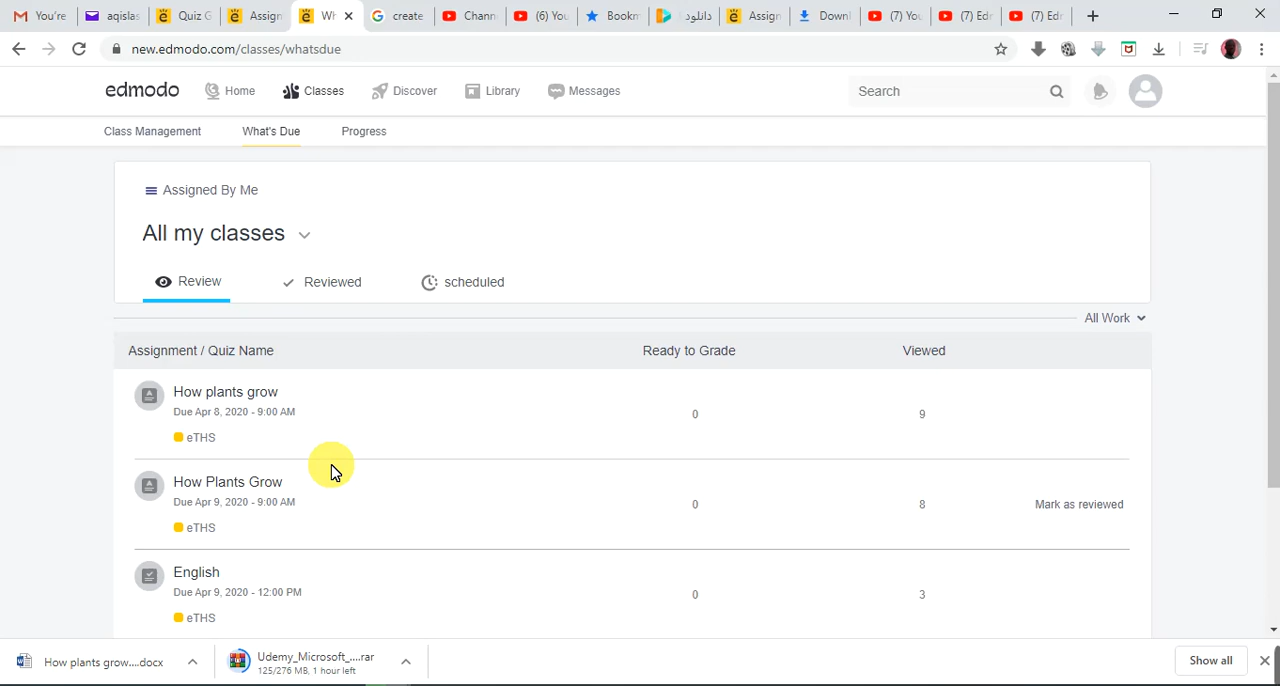 You're
aqislas
Quiz G
Assign
Wh
create
Chann
(6) You
Bookm
دانلود
Assign
Downl
(7) You
(7) Edm
(7) Edm
new.edmodo.com/classes/whatsdue
edmodo Home Classes Discover Library Messages Search
Class Management What's Due Progress
Assigned By Me
All my classes
Review Reviewed scheduled
All Work
Assignment / Quiz Name Ready to Grade Viewed
How plants grow
Due Apr 8, 2020 - 9:00 AM
0 9
eTHS
How Plants Grow
Due Apr 9, 2020 - 9:00 AM
0 8 Mark as reviewed
eTHS
English
Due Apr 9, 2020 - 12:00 PM
0 3
eTHS
How plants grow....docx
Udemy_Microsoft_....rar
125/276 MB, 1 hour left
Show all